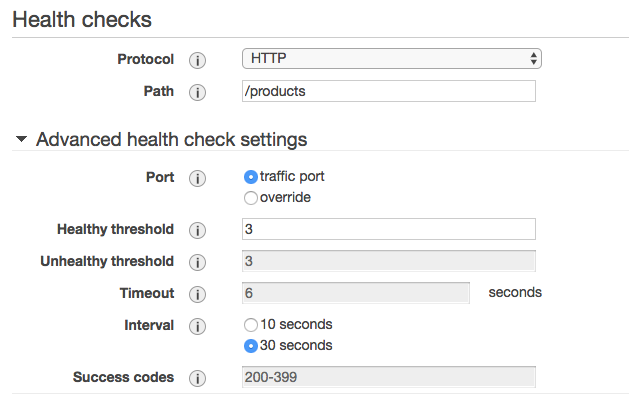 Health checks
Protocol i HTTP
Path i /products
Advanced health check settings
Port i traffic port
override
Healthy threshold i 3
Unhealthy threshold i 3
Timeout i 6 seconds
Interval i 10 seconds
30 seconds
Success codes i 200-399